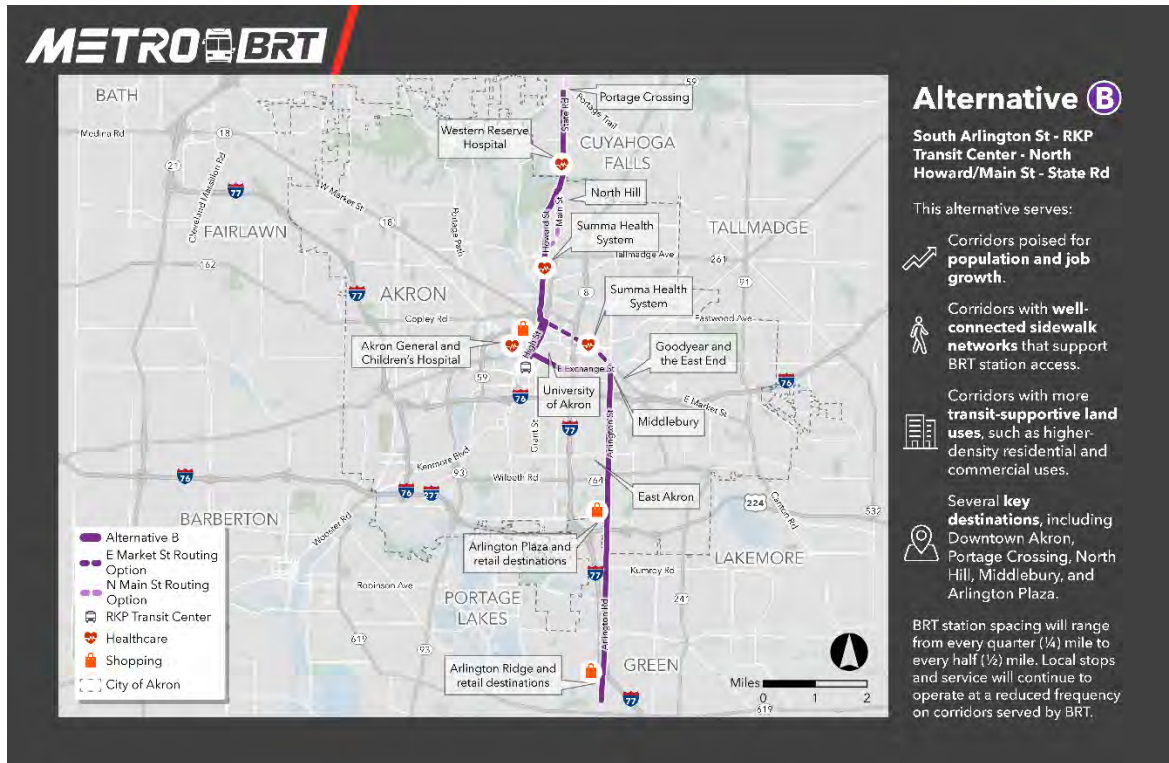 METRO BRT
BATH
Medina Rd
18
21
Cleveland Massillon Rd
77
FAIRLAWN
W Market St
18
Portage Path
162
77
AKRON
Copley Rd
59
Portage Crossing
State Rd
Portage Trail
Western Reserve
Hospital
CUYAHOGA
FALLS
North Hill
Main St
Howard St
Summa Health
System
TALLMADGE
Tallmadge Ave
261
91
8
Summa Health
System
Eastwood Ave
Akron General and
Children's Hospital
High St
Goodyear and
the East End
E Exchange St
59
76
University
of Akron
76
E Market St
Middlebury
Grant St
77
Arlington St
Kenmore Blvd
93
Wilbeth Rd
764
East Akron
76
76
277
224
Canton Rd
532
BARBERTON
Wooster Rd
Arlington Plaza and
retail destinations
LAKEMORE
77
Kumroy Rd
Robinson Ave
PORTAGE
LAKES
241
Arlington Rd
619
93
Arlington Ridge and
retail destinations
GREEN
77
619
Alternative B
E Market St Routing
Option
N Main St Routing
Option
RKP Transit Center
Healthcare
Shopping
City of Akron
Miles
0 1 2
Alternative B
South Arlington St - RKP
Transit Center - North
Howard/Main St - State Rd
This alternative serves:
Corridors poised for
population and job
growth.
Corridors with well-
connected sidewalk
networks that support
BRT station access.
Corridors with more
transit-supportive land
uses, such as higher-
density residential and
commercial uses.
Several key
destinations, including
Downtown Akron,
Portage Crossing, North
Hill, Middlebury, and
Arlington Plaza.
BRT station spacing will range
from every quarter (¼) mile to
every half (½) mile. Local stops
and service will continue to
operate at a reduced frequency
on corridors served by BRT.